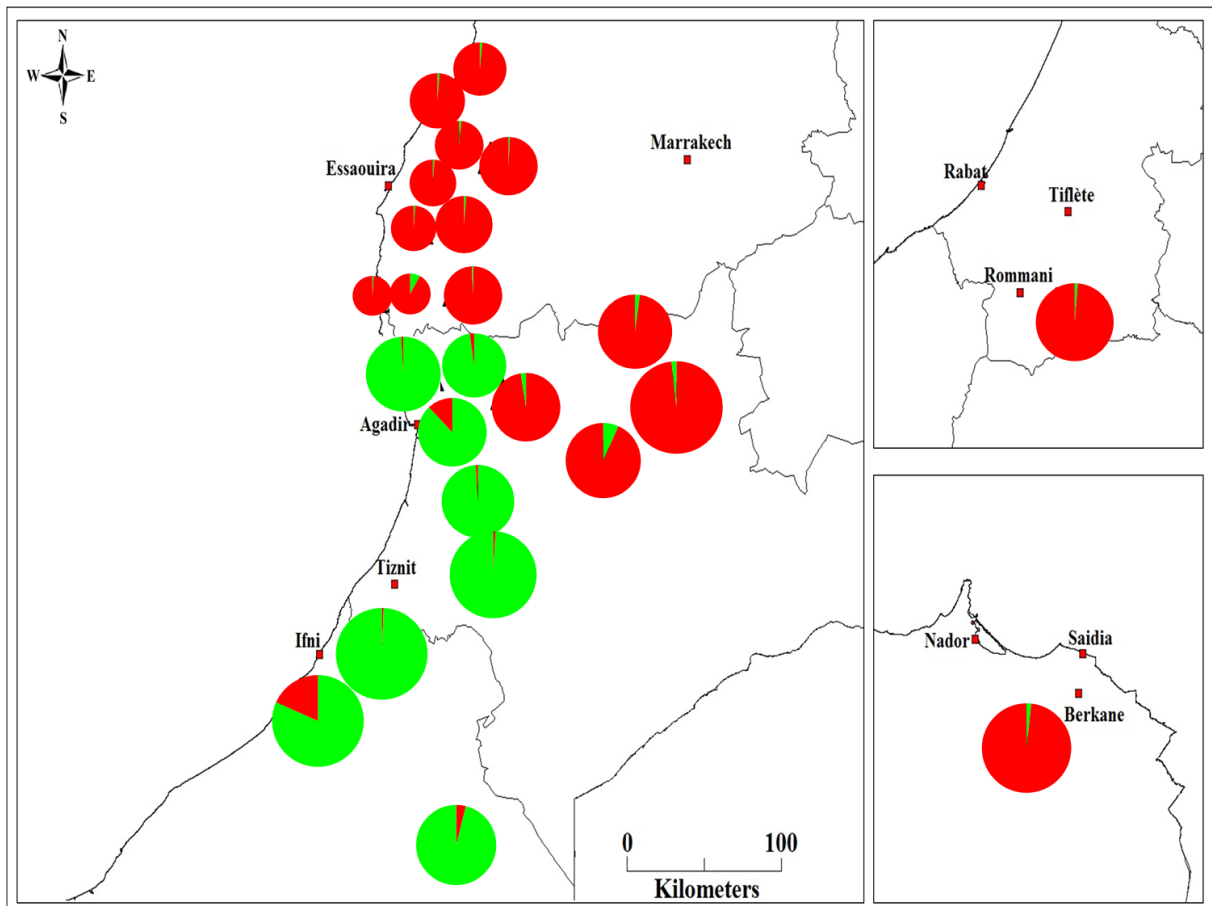 N
W E
S
Marrakech
Essaouira
Agadir
Tiznit
Ifni
0 100
Kilometers
Rabat
Tiflète
Rommani
Nador
Saidia
Berkane